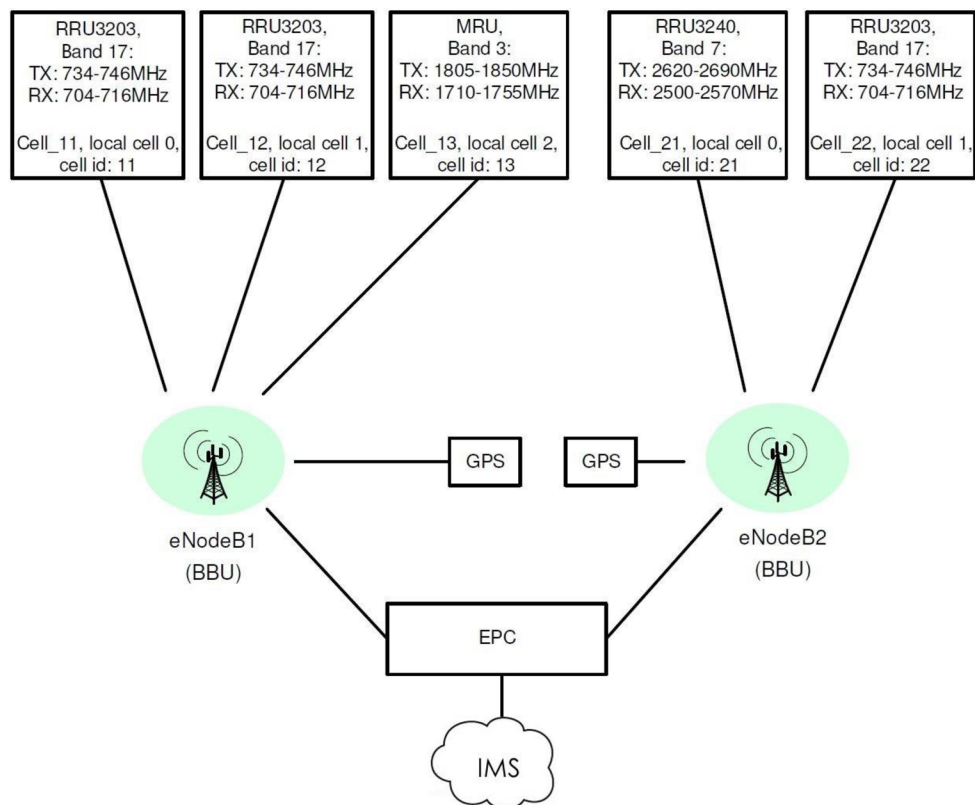 RRU3203,
Band 17:
TX: 734-746MHz
RX: 704-716MHz
Cell_11, local cell 0,
cell id: 11
RRU3203,
Band 17:
TX: 734-746MHz
RX: 704-716MHz
Cell_12, local cell 1,
cell id: 12
MRU,
Band 3:
TX: 1805-1850MHz
RX: 1710-1755MHz
Cell_13, local cell 2,
cell id: 13
RRU3240,
Band 7:
TX: 2620-2690MHz
RX: 2500-2570MHz
Cell_21, local cell 0,
cell id: 21
RRU3203,
Band 17:
TX: 734-746MHz
RX: 704-716MHz
Cell_22, local cell 1,
cell id: 22
GPS
GPS
eNodeB1
(BBU)
eNodeB2
(BBU)
EPC
IMS